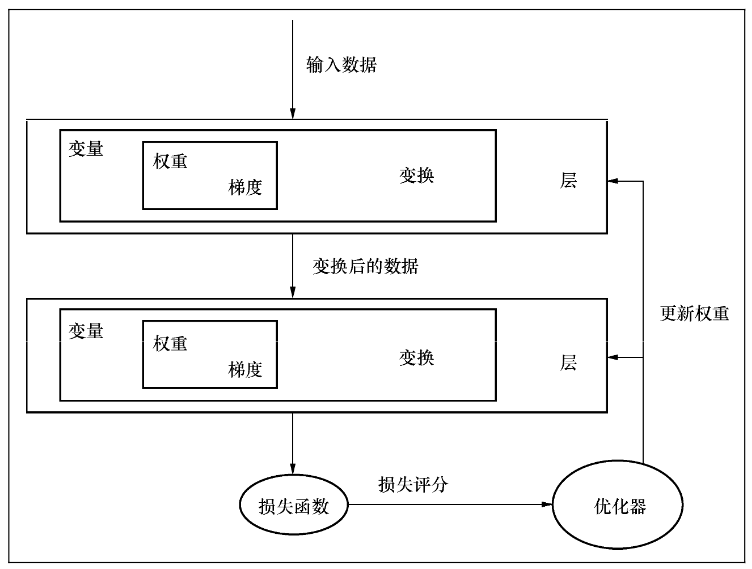 输入数据
变量
权重
梯度
变换
层
变换后的数据
变量
权重
梯度
变换
层
更新权重
损失函数
损失评分
优化器